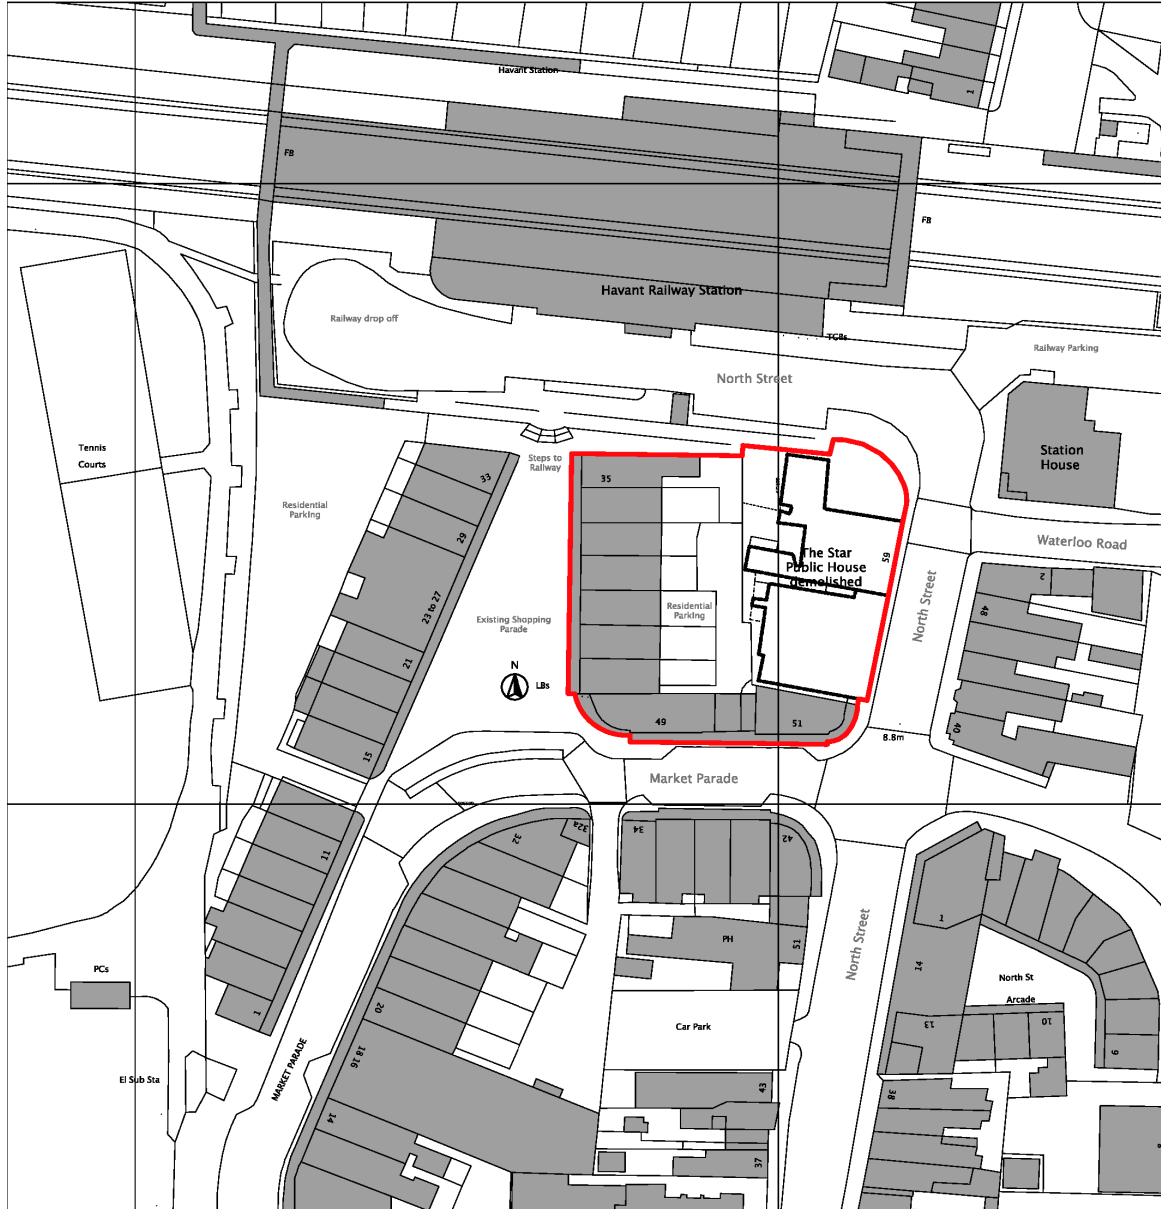 Havant Station
1
FB
FB
Havant Railway Station
Railway drop off
TCBs
Railway Parking
North Street
Tennis
Courts
Steps to
Railway
Station
House
33
35
Residential
Parking
29
59
Waterloo Road
The Star
Public House
demolished
2
23 to 27
48
Residential
Parking
Existing Shopping
Parade
North Street
21
N
LBs
49
51
40
8.8m
15
Market Parade
32a
34
42
32
11
1
PH
51
North Street
14
PCs
North St
Arcade
1
20
Car Park
13
10
9
18 16
MARKET PARADE
El Sub Sta
43
38
14
37